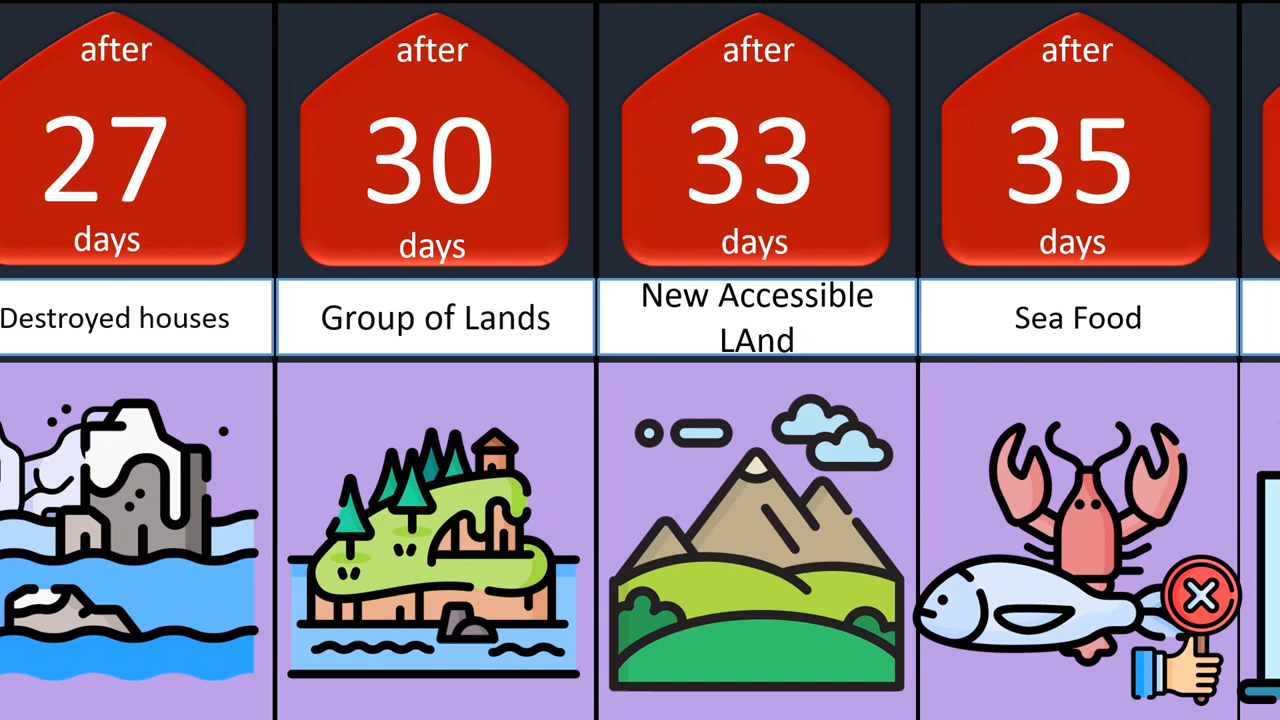 after
27
days
Destroyed houses
after
30
days
Group of Lands
after
33
days
New Accessible
LAnd
after
35
days
Sea Food